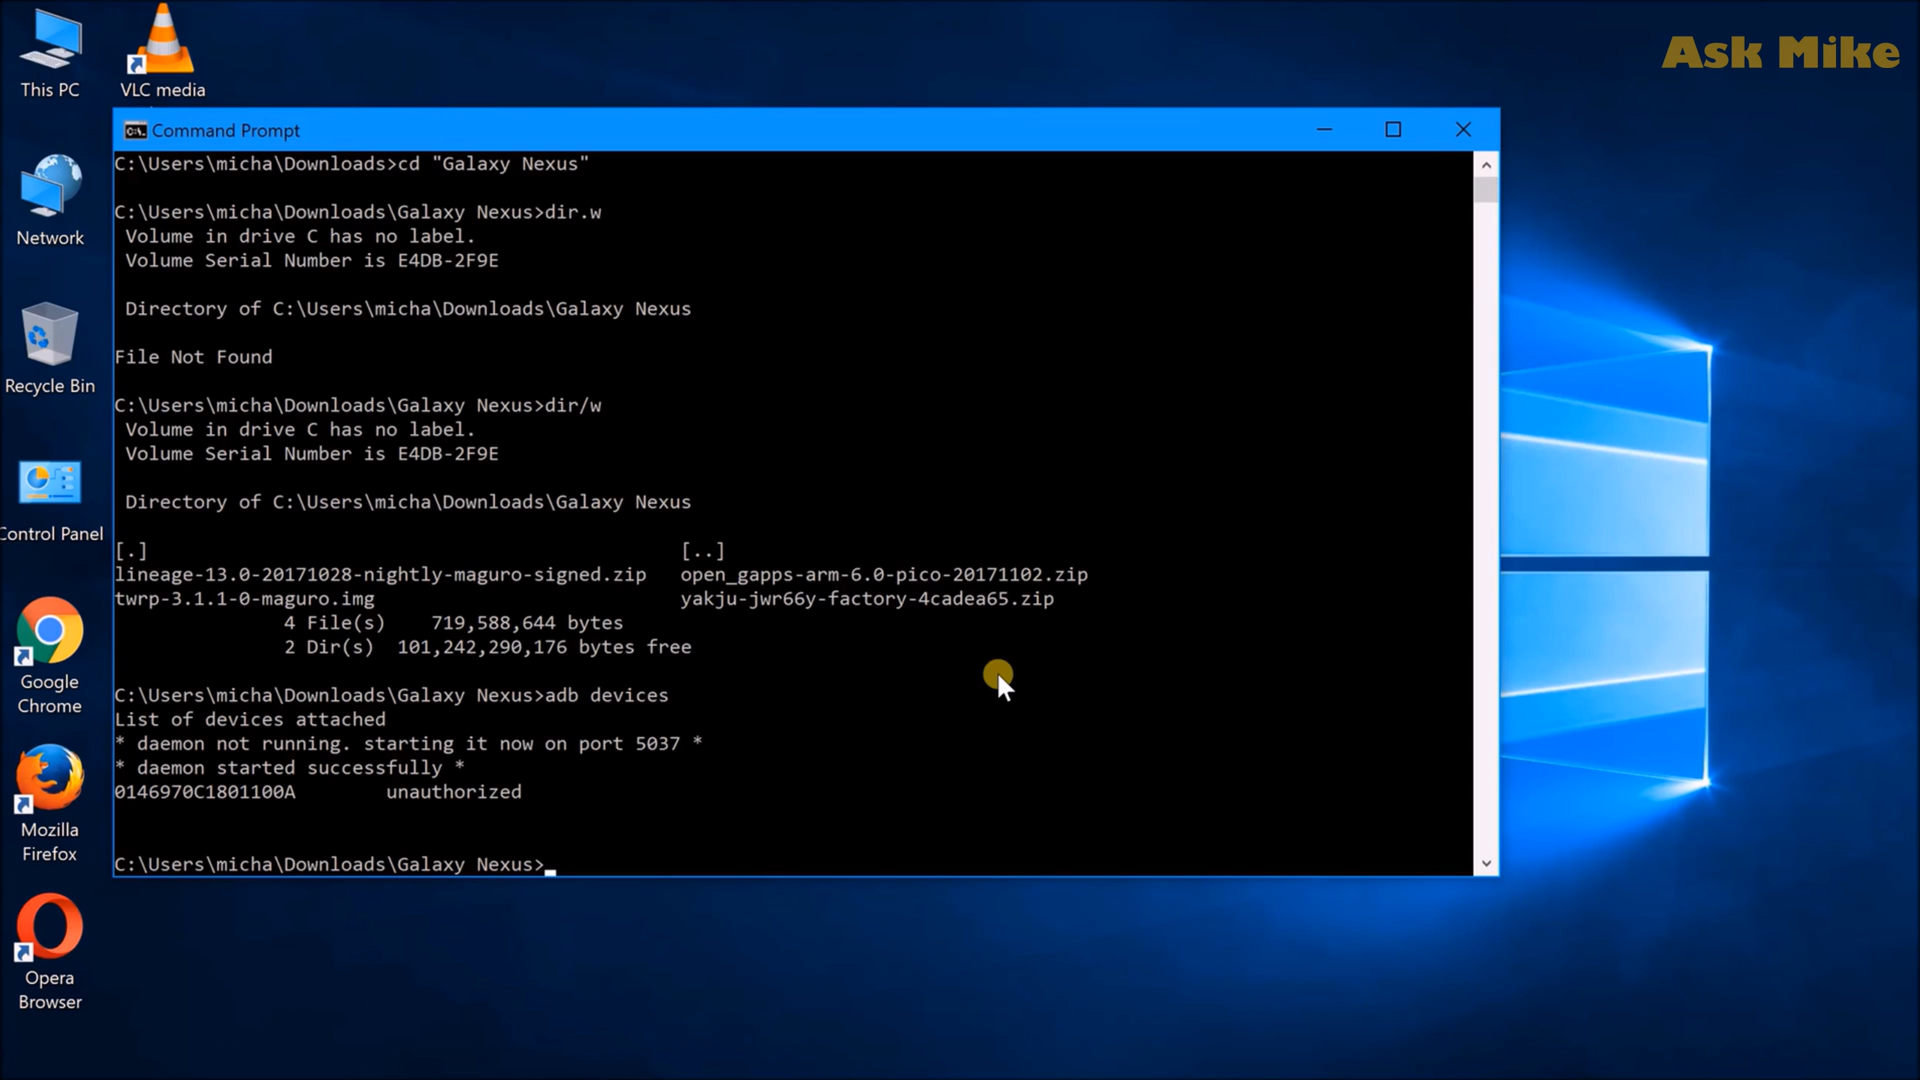 This PC
VLC media
Ask Mike
Command Prompt
C:\Users\micha\Downloads>cd "Galaxy Nexus"
C:\Users\micha\Downloads\Galaxy Nexus>dir.w
Volume in drive C has no label.
Volume Serial Number is E4DB-2F9E
Directory of C:\Users\micha\Downloads\Galaxy Nexus
File Not Found
C:\Users\micha\Downloads\Galaxy Nexus>dir/w
Volume in drive C has no label.
Volume Serial Number is E4DB-2F9E
Directory of C:\Users\micha\Downloads\Galaxy Nexus
[.] [..]
lineage-13.0-20171028-nightly-maguro-signed.zip open_gapps-arm-6.0-pico-20171102.zip
twrp-3.1.1-0-maguro.img yakju-jwr66y-factory-4cadea65.zip
4 File(s) 719,588,644 bytes
2 Dir(s) 101,242,290,176 bytes free
C:\Users\micha\Downloads\Galaxy Nexus>adb devices
List of devices attached
* daemon not running. starting it now on port 5037 *
* daemon started successfully *
0146970C1801100A unauthorized
C:\Users\micha\Downloads\Galaxy Nexus>
Network
Recycle Bin
Control Panel
Google
Chrome
Mozilla
Firefox
Opera
Browser